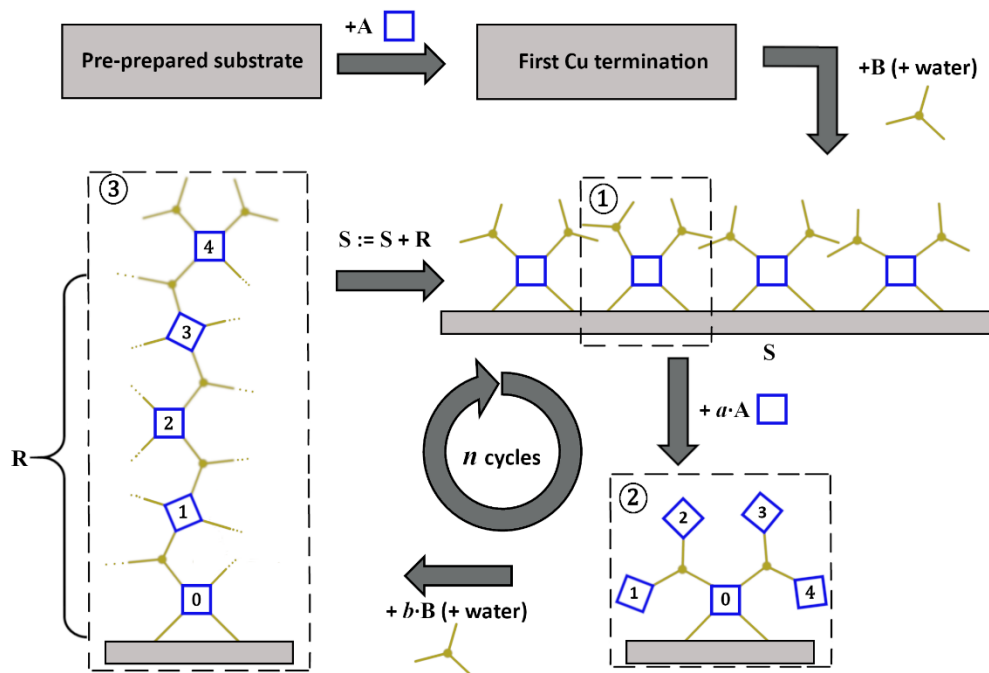 +A
Pre-prepared substrate
First Cu termination
+B (+ water)
③
①
4
S := S + R
3
S
2
+ a·A
R
n cycles
②
2
3
1
1
0
4
+ b·B (+ water)
0